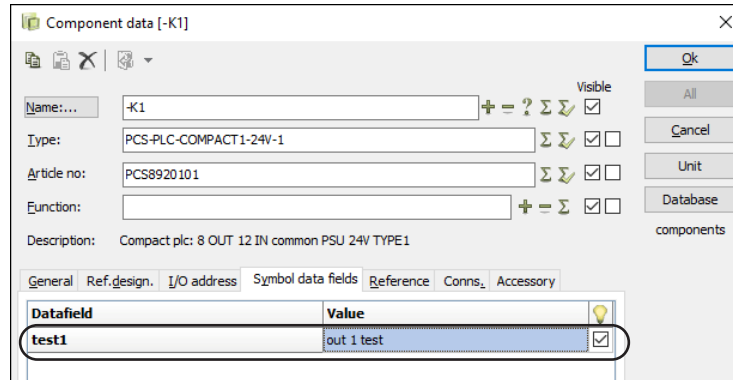 Component data [-K1]
Ok
Visible
All
Name:... -K1
Cancel
Type: PCS-PLC-COMPACT1-24V-1
Unit
Article no: PCS8920101
Database
Function:
components
Description: Compact plc: 8 OUT 12 IN common PSU 24V TYPE1
General Ref.design. I/O address Symbol data fields Reference Conns. Accessory
Datafield Value
test1 out 1 test